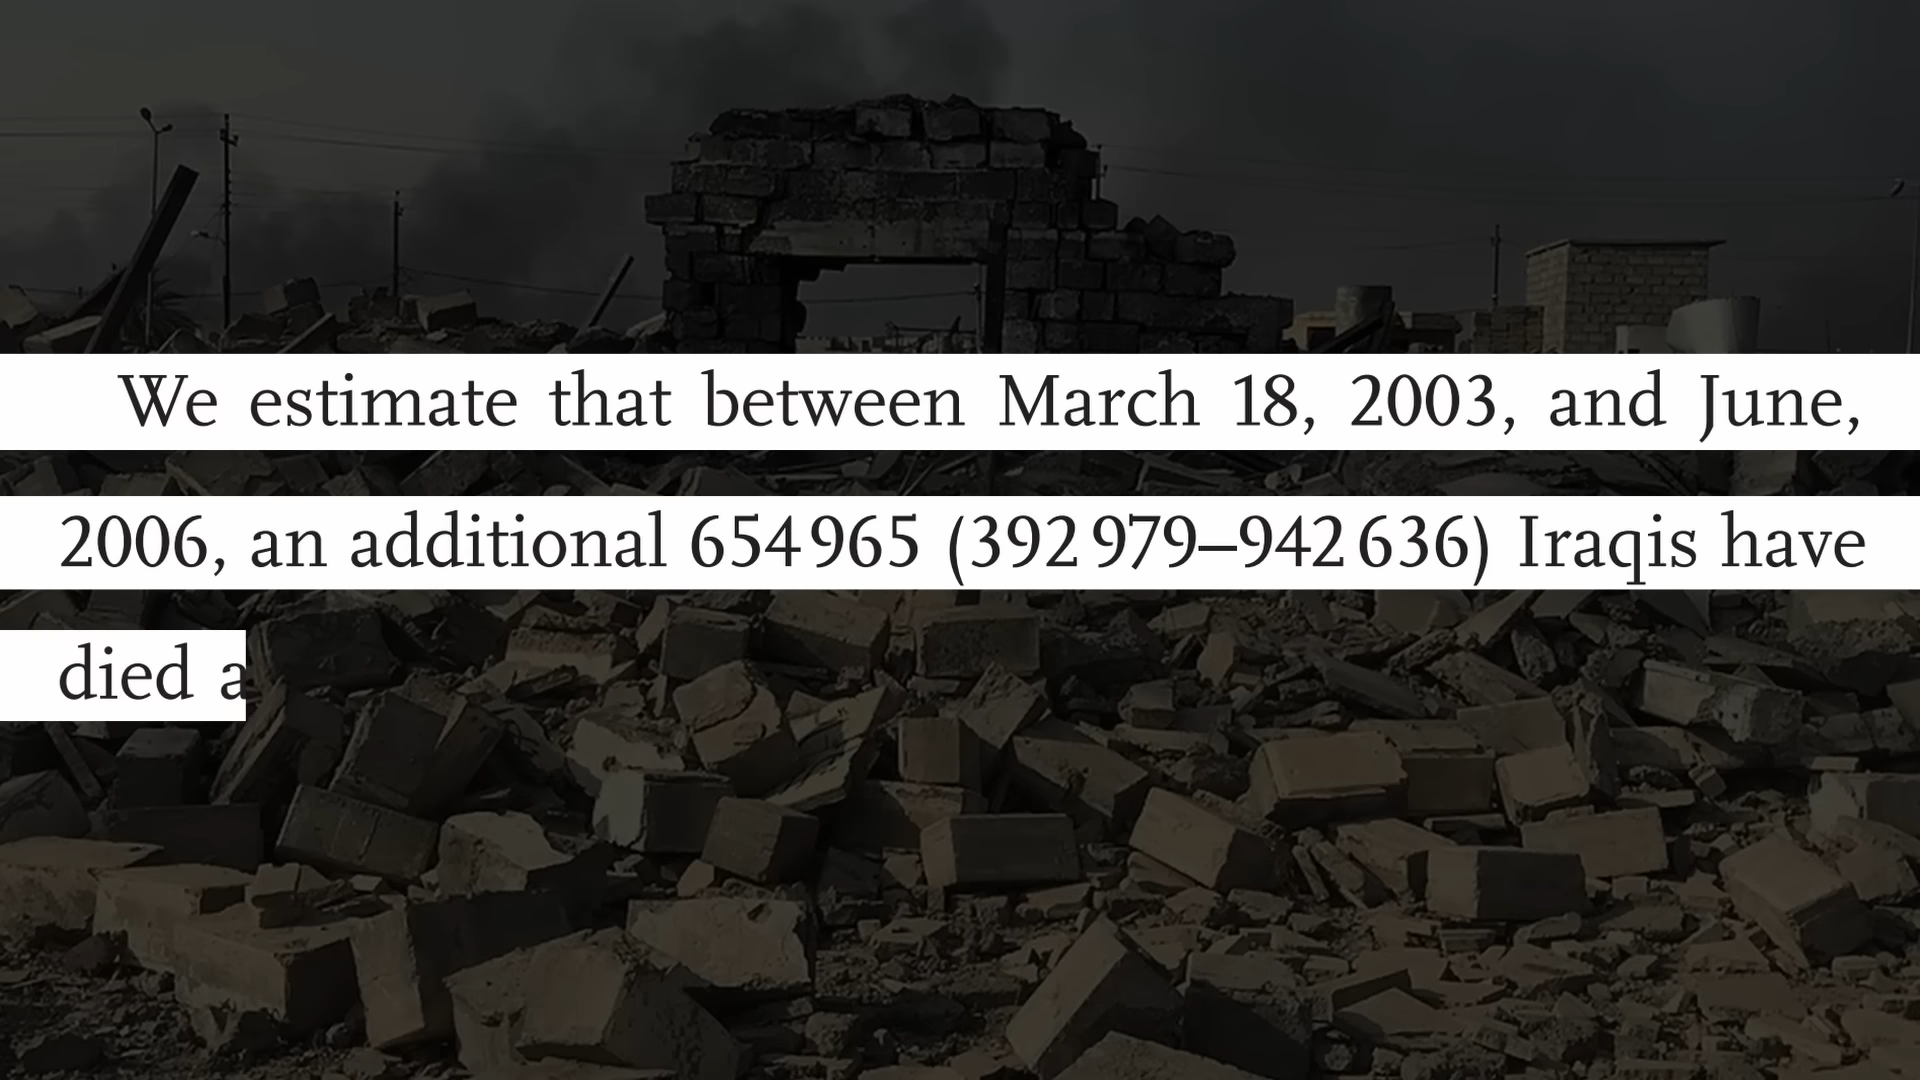 We estimate that between March 18, 2003, and June,
2006, an additional 654 965 (392 979–942 636) Iraqis have
died a